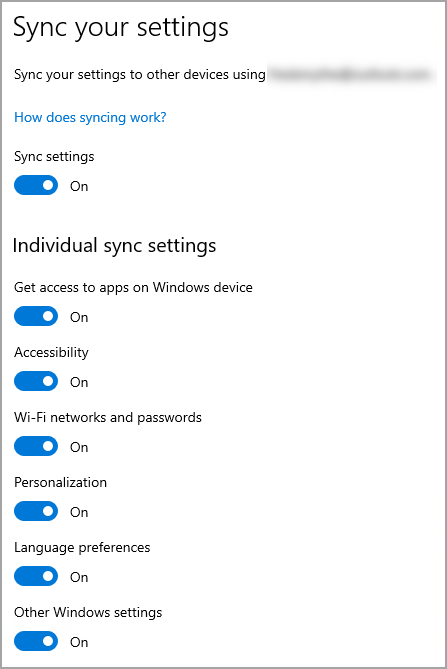 Sync your settings
Sync your settings to other devices using
How does syncing work?
Sync settings
On
Individual sync settings
Get access to apps on Windows device
On
Accessibility
On
Wi-Fi networks and passwords
On
Personalization
On
Language preferences
On
Other Windows settings
On